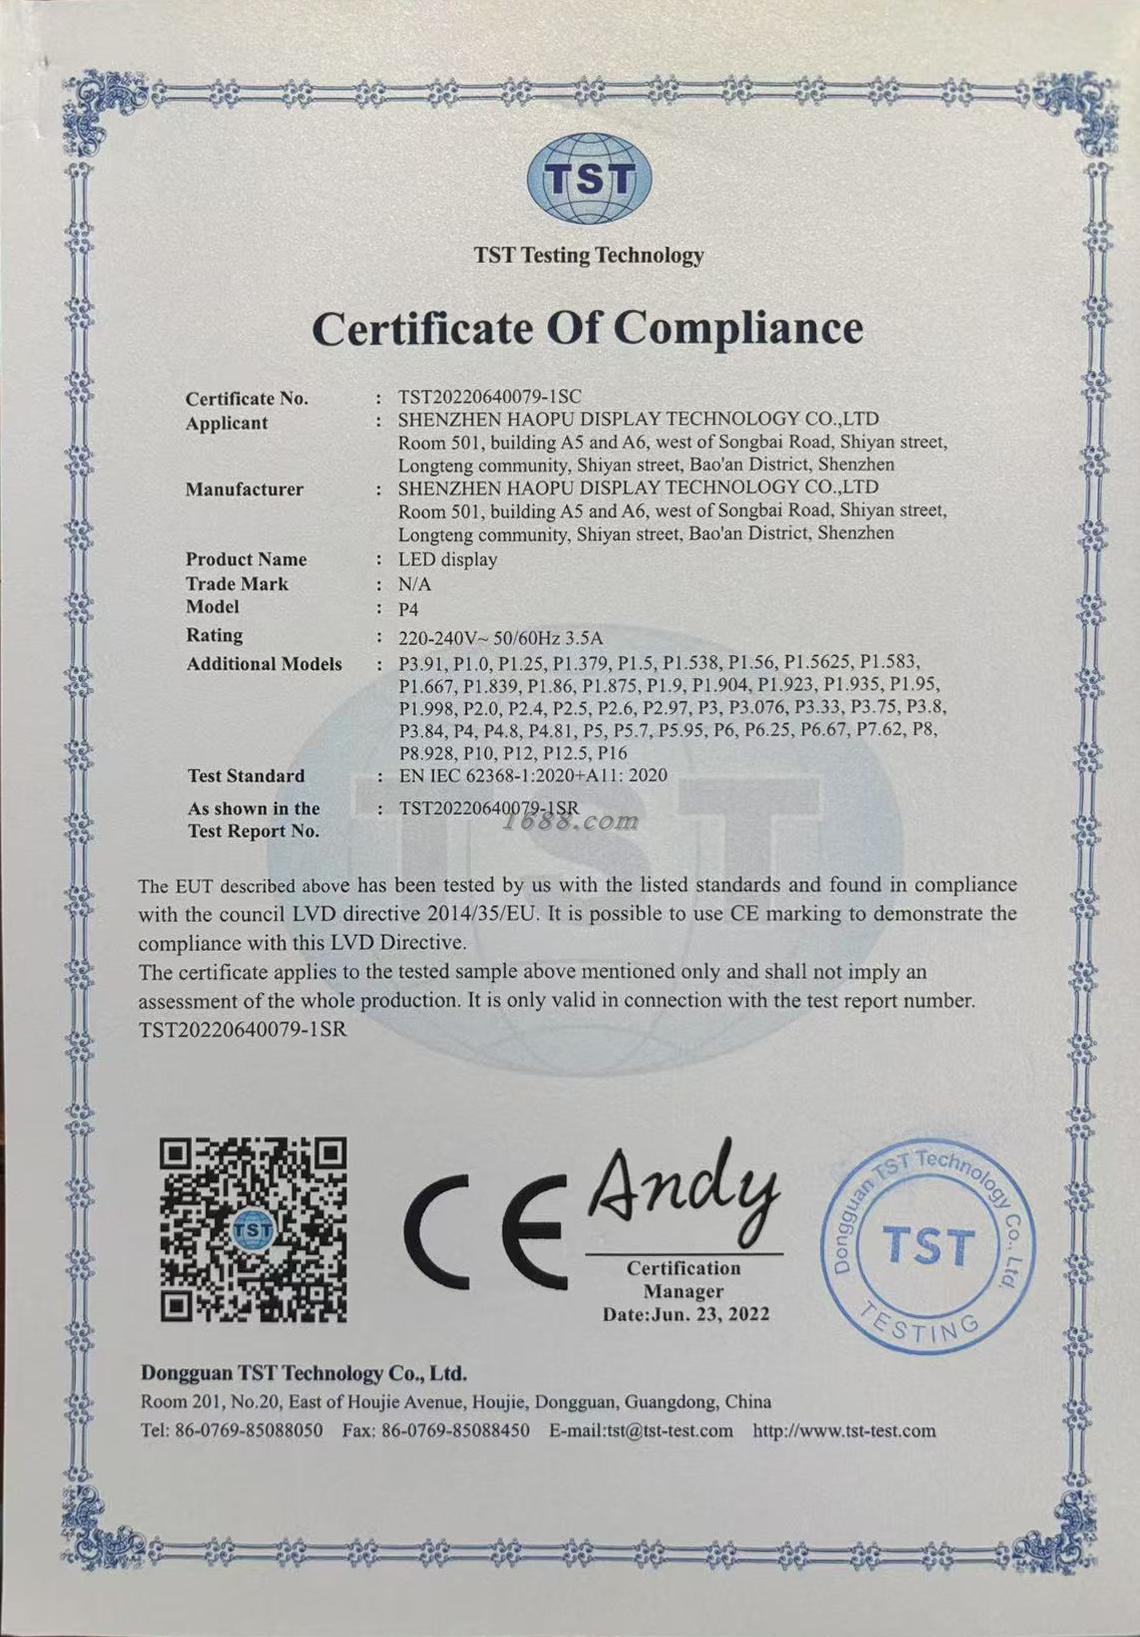 TST
TST Testing Technology
Certificate Of Compliance
Certificate No. : TST20220640079-1SC
Applicant : SHENZHEN HAOPU DISPLAY TECHNOLOGY CO.,LTD
Room 501, building A5 and A6, west of Songbai Road, Shiyan street,
Longteng community, Shiyan street, Bao'an District, Shenzhen
Manufacturer : SHENZHEN HAOPU DISPLAY TECHNOLOGY CO.,LTD
Room 501, building A5 and A6, west of Songbai Road, Shiyan street,
Longteng community, Shiyan street, Bao'an District, Shenzhen
Product Name : LED display
Trade Mark : N/A
Model : P4
Rating : 220-240V~ 50/60Hz 3.5A
Additional Models : P3.91, P1.0, P1.25, P1.379, P1.5, P1.538, P1.56, P1.5625, P1.583,
P1.667, P1.839, P1.86, P1.875, P1.9, P1.904, P1.923, P1.935, P1.95,
P1.998, P2.0, P2.4, P2.5, P2.6, P2.97, P3, P3.076, P3.33, P3.75, P3.8,
P3.84, P4, P4.8, P4.81, P5, P5.7, P5.95, P6, P6.25, P6.67, P7.62, P8,
P8.928, P10, P12, P12.5, P16
Test Standard : EN IEC 62368-1:2020+A11: 2020
As shown in the : TST20220640079-1SR
Test Report No.
1688.com
TST
The EUT described above has been tested by us with the listed standards and found in compliance
with the council LVD directive 2014/35/EU. It is possible to use CE marking to demonstrate the
compliance with this LVD Directive.
The certificate applies to the tested sample above mentioned only and shall not imply an
assessment of the whole production. It is only valid in connection with the test report number.
TST20220640079-1SR
TST
CE
Andy
Certification
Manager
Date:Jun. 23, 2022
Dongguan TST Technology Co., Ltd.
TST
TESTING
Dongguan TST Technology Co., Ltd.
Room 201, No.20, East of Houjie Avenue, Houjie, Dongguan, Guangdong, China
Tel: 86-0769-85088050 Fax: 86-0769-85088450 E-mail:tst@tst-test.com http://www.tst-test.com